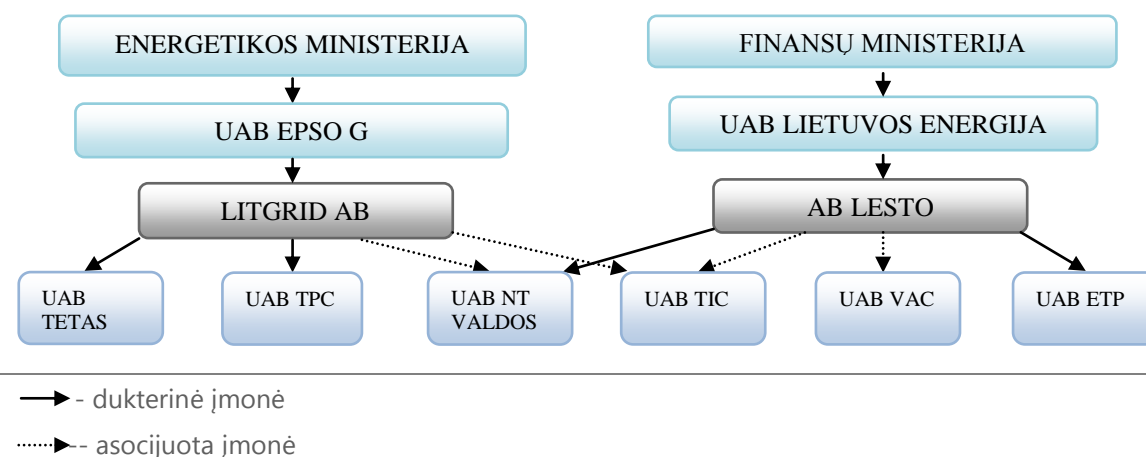 ENERGETIKOS MINISTERIJA
FINANSŲ MINISTERIJA
UAB EPSO G
UAB LIETUVOS ENERGIJA
LITGRID AB
AB LESTO
UAB
TETAS
UAB TPC
UAB NT
VALDOS
UAB TIC
UAB VAC
UAB ETP
- dukterinė įmonė
-- asocijuota įmonė